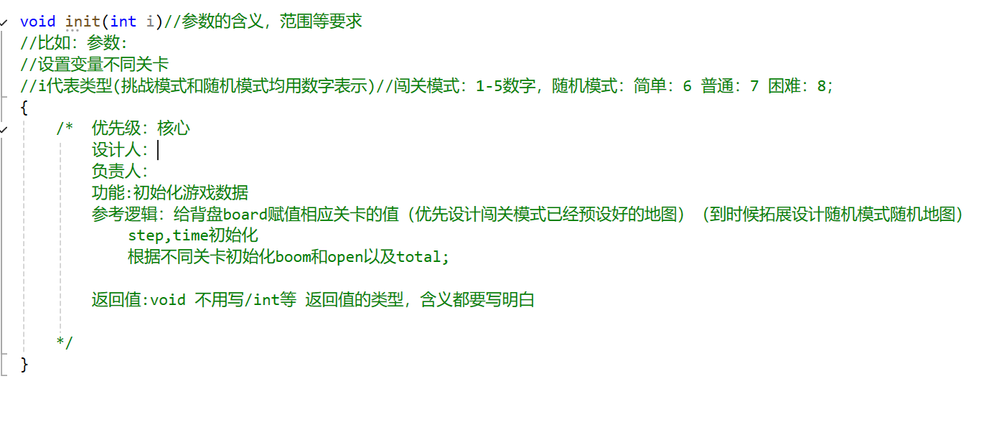 void init(int i)//参数的含义，范围等要求
//比如：参数:
//设置变量不同关卡
//i代表类型(挑战模式和随机模式均用数字表示)//闯关模式：1-5数字，随机模式：简单：6 普通：7 困难：8;
{
/* 优先级：核心
设计人：
负责人：
功能:初始化游戏数据
参考逻辑：给背盘board赋值相应关卡的值（优先设计闯关模式已经预设好的地图）（到时候拓展设计随机模式随机地图）
step,time初始化
根据不同关卡初始化boom和open以及total;
返回值:void 不用写/int等 返回值的类型，含义都要写明白
*/
}